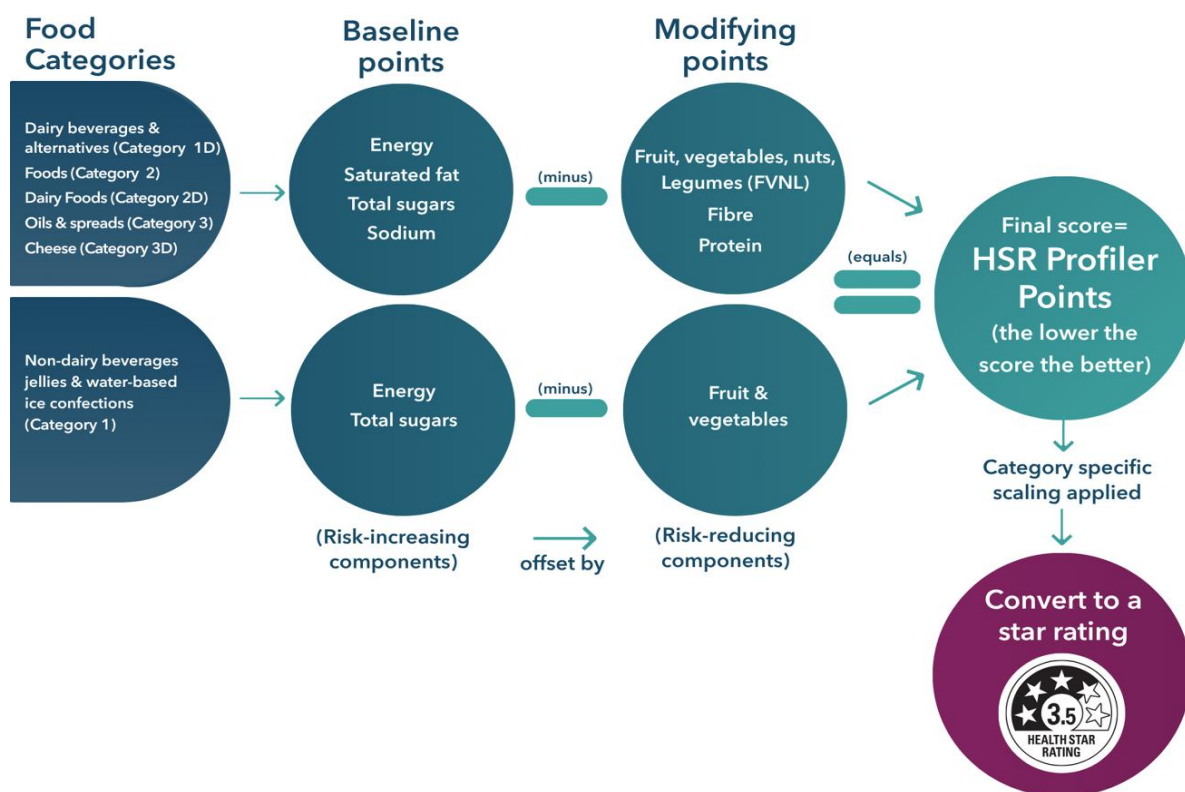 Food
Categories
Baseline
points
Modifying
points
Dairy beverages &
alternatives (Category 1D)
Foods (Category 2)
Dairy Foods (Category 2D)
Oils & spreads (Category 3)
Cheese (Category 3D)
Energy
Saturated fat
Total sugars
Sodium
(minus)
Fruit, vegetables, nuts,
Legumes (FVNL)
Fibre
Protein
(equals)
Final score=
HSR Profiler
Points
(the lower the
score the better)
Non-dairy beverages
jellies & water-based
ice confections
(Category 1)
Energy
Total sugars
(minus)
Fruit &
vegetables
(Risk-increasing
components)
offset by
(Risk-reducing
components)
Category specific
scaling applied
Convert to a
star rating
3.5
HEALTH STAR
RATING